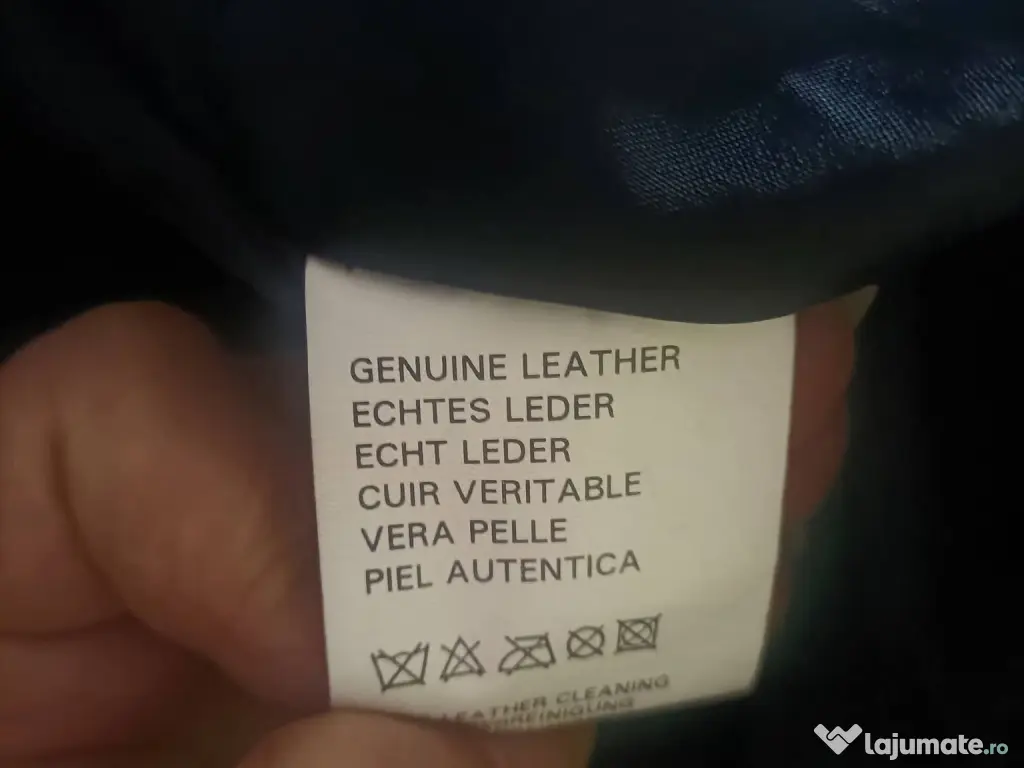 GENUINE LEATHER
ECHTES LEDER
ECHT LEDER
CUIR VERITABLE
VERA PELLE
PIEL AUTENTICA
LEATHER CLEANING
lajumate.ro